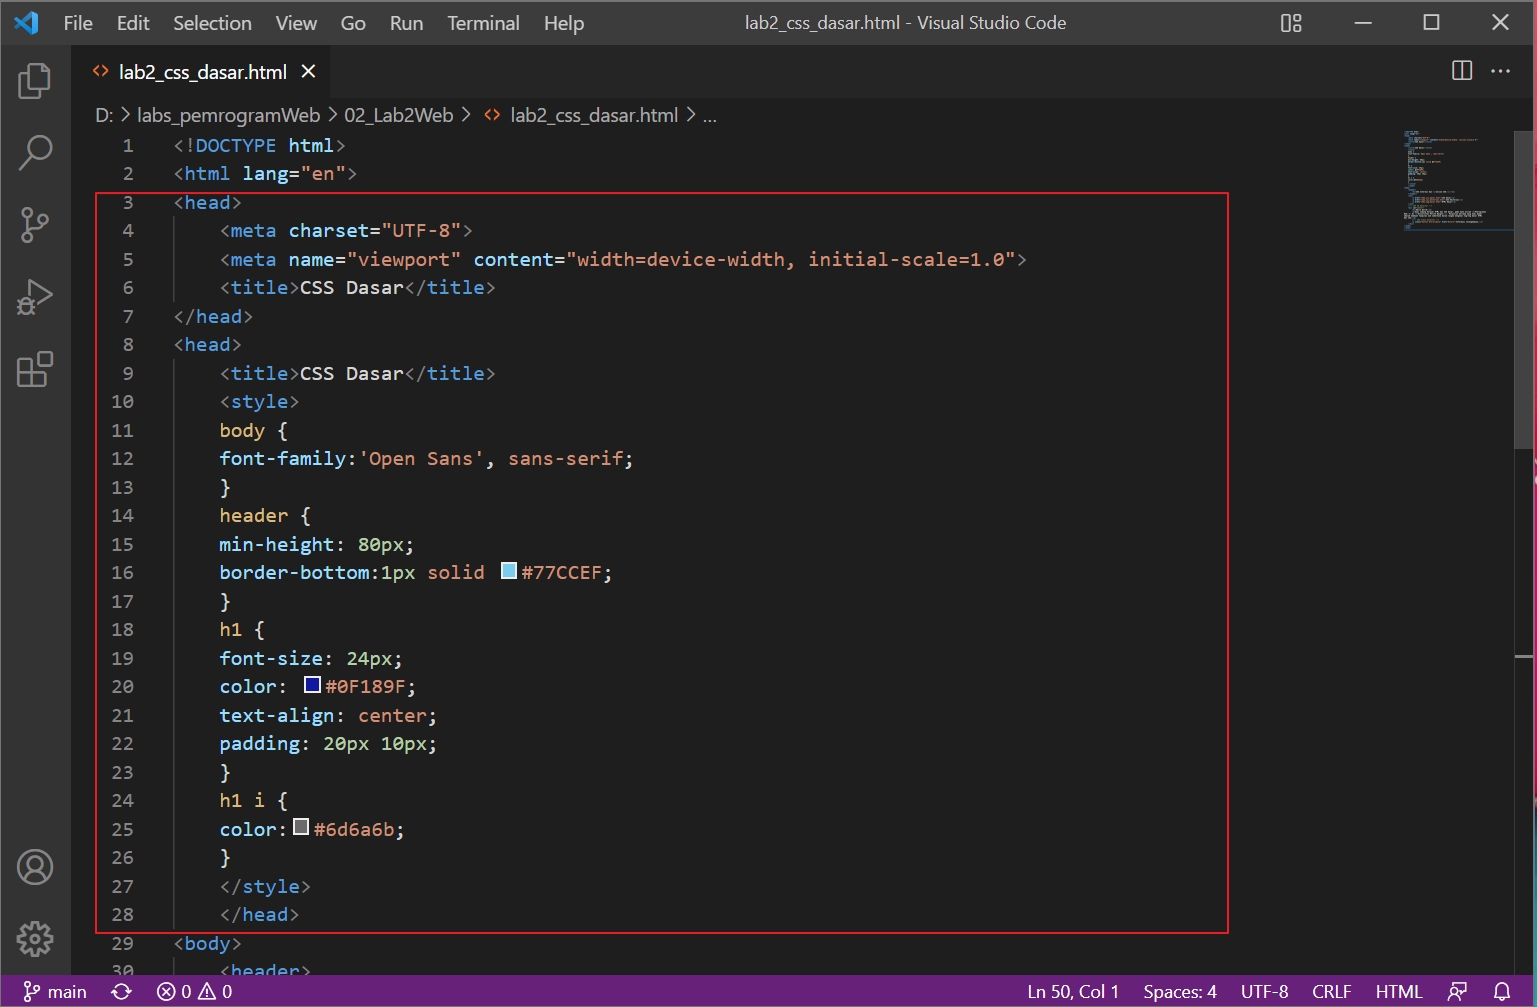 File Edit Selection View Go Run Terminal Help lab2_css_dasar.html - Visual Studio Code
lab2_css_dasar.html
D: > labs_pemrogramWeb > 02_Lab2Web > lab2_css_dasar.html > ...
1 <!DOCTYPE html>
2 <html lang="en">
3 <head>
4 <meta charset="UTF-8">
5 <meta name="viewport" content="width=device-width, initial-scale=1.0">
6 <title>CSS Dasar</title>
7 </head>
8 <head>
9 <title>CSS Dasar</title>
10 <style>
11 body {
12 font-family:'Open Sans', sans-serif;
13 }
14 header {
15 min-height: 80px;
16 border-bottom:1px solid #77CCEF;
17 }
18 h1 {
19 font-size: 24px;
20 color: #0F189F;
21 text-align: center;
22 padding: 20px 10px;
23 }
24 h1 i {
25 color:#6d6a6b;
26 }
27 </style>
28 </head>
29 <body>
30 <header>
main 0 0 Ln 50, Col 1 Spaces: 4 UTF-8 CRLF HTML